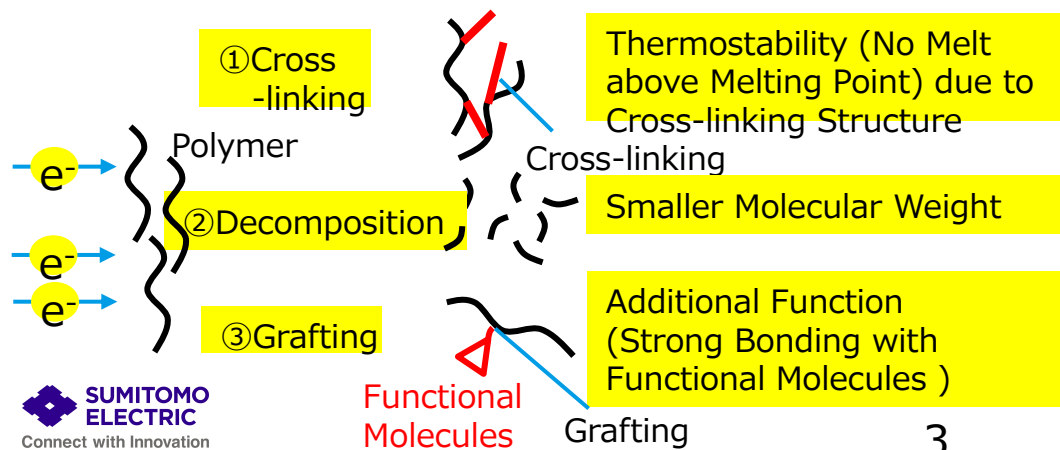 ①Cross
-linking
Thermostability (No Melt
above Melting Point) due to
Cross-linking Structure
Cross-linking
Polymer
e-
②Decomposition
Smaller Molecular Weight
e-
e-
③Grafting
Additional Function
(Strong Bonding with
Functional Molecules )
Functional
Molecules
Grafting
SUMITOMO
ELECTRIC
Connect with Innovation
3